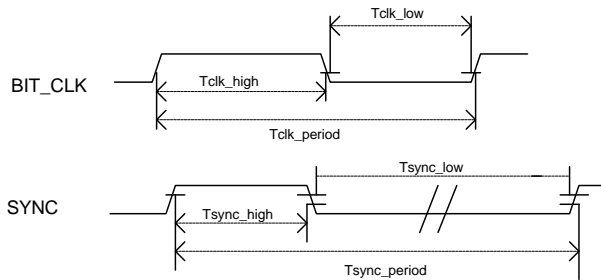 Tclk_low
BIT_CLK
Tclk_high
Tclk_period
Tsync_low
SYNC
Tsync_high
Tsync_period